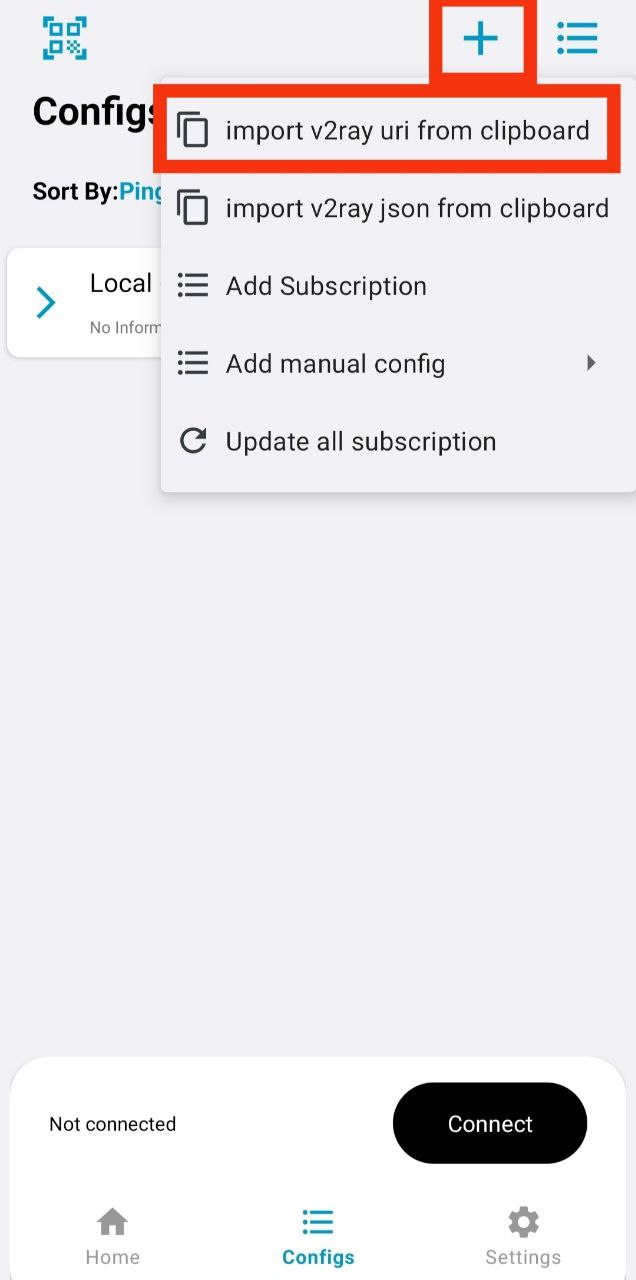 Configs
import v2ray uri from clipboard
Sort By:Ping
import v2ray json from clipboard
Local
No Inform
Add Subscription
Add manual config
Update all subscription
Not connected
Connect
Home
Configs
Settings